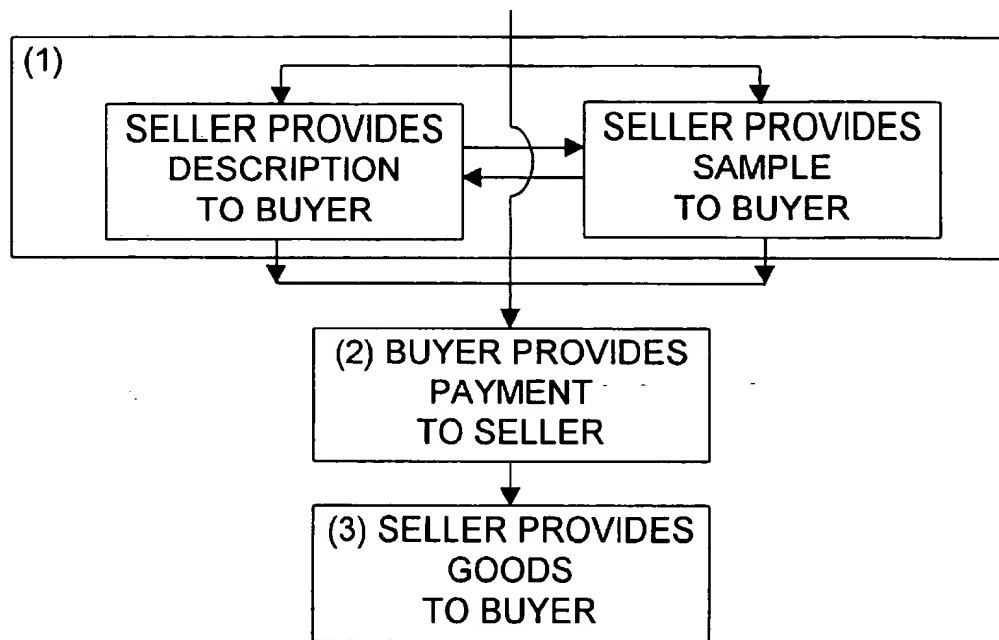 (1)
SELLER PROVIDES
DESCRIPTION
TO BUYER
SELLER PROVIDES
SAMPLE
TO BUYER
(2) BUYER PROVIDES
PAYMENT
TO SELLER
(3) SELLER PROVIDES
GOODS
TO BUYER